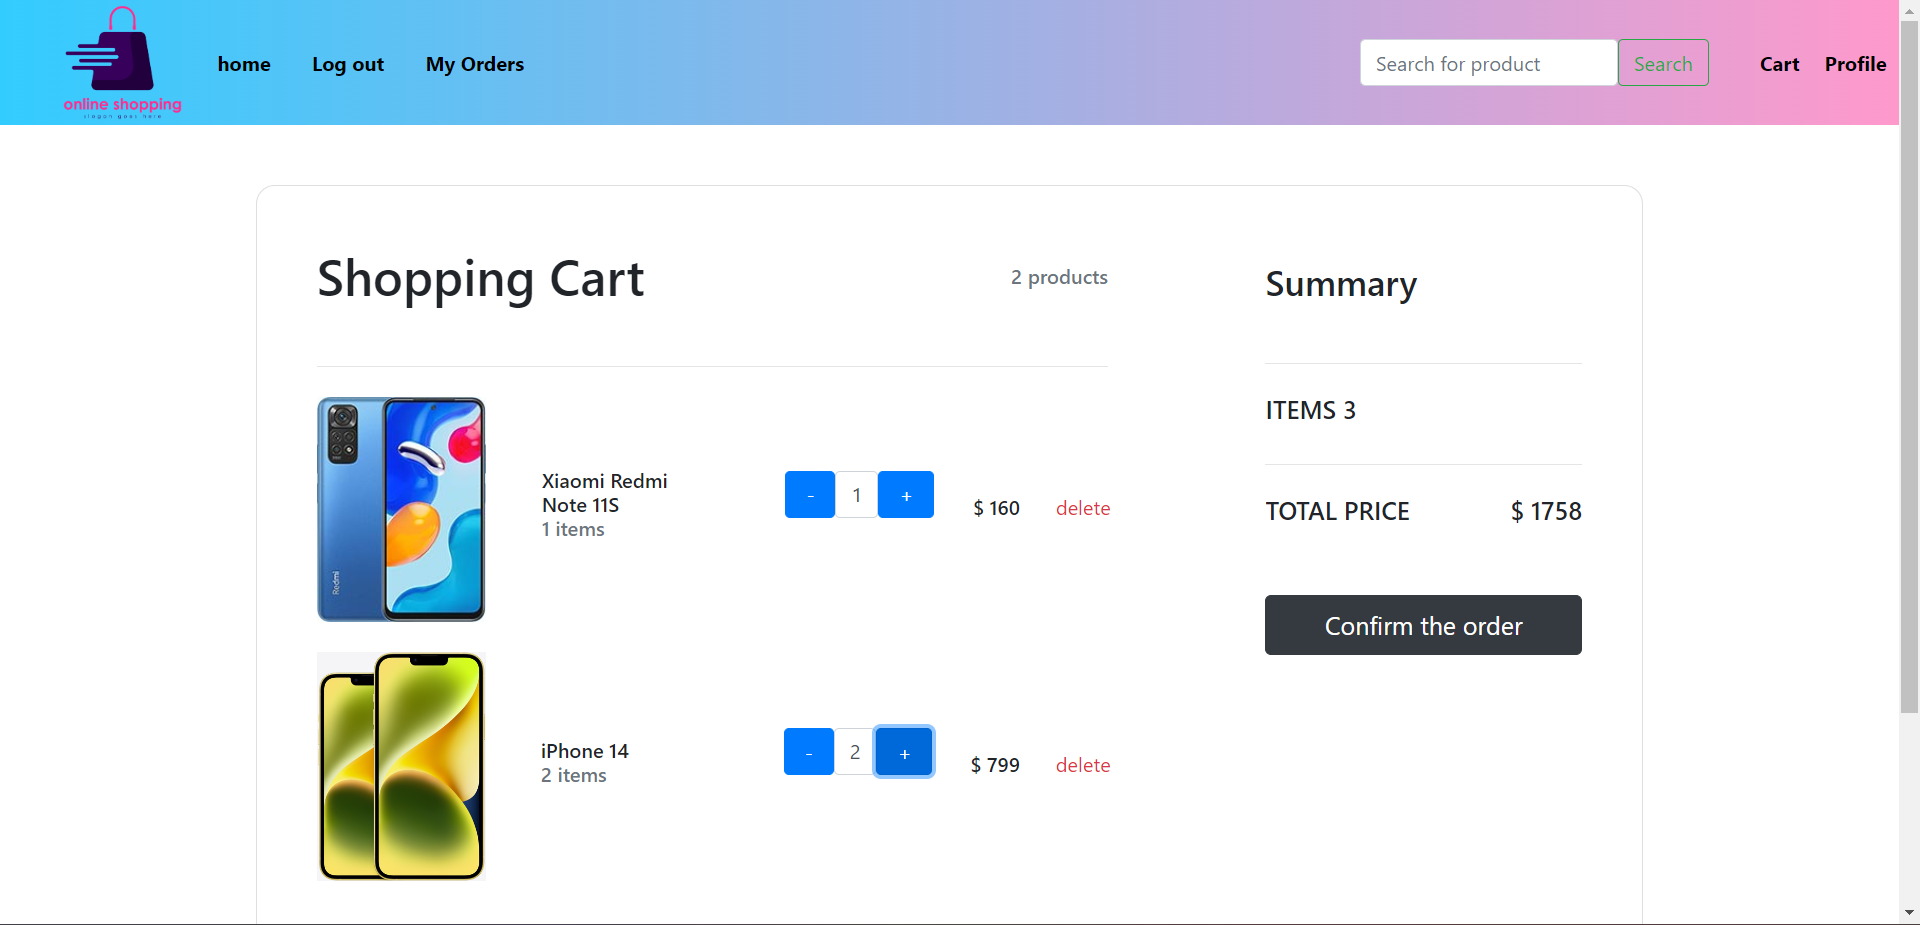 home
Log out
My Orders
Search for product
Search
Cart
Profile
online shopping
slogan goes here
Shopping Cart
2 products
Summary
ITEMS 3
Xiaomi Redmi
Note 11S
1 items
-
1
+
$ 160
delete
TOTAL PRICE
$ 1758
Confirm the order
Redmi
iPhone 14
2 items
-
2
+
$ 799
delete